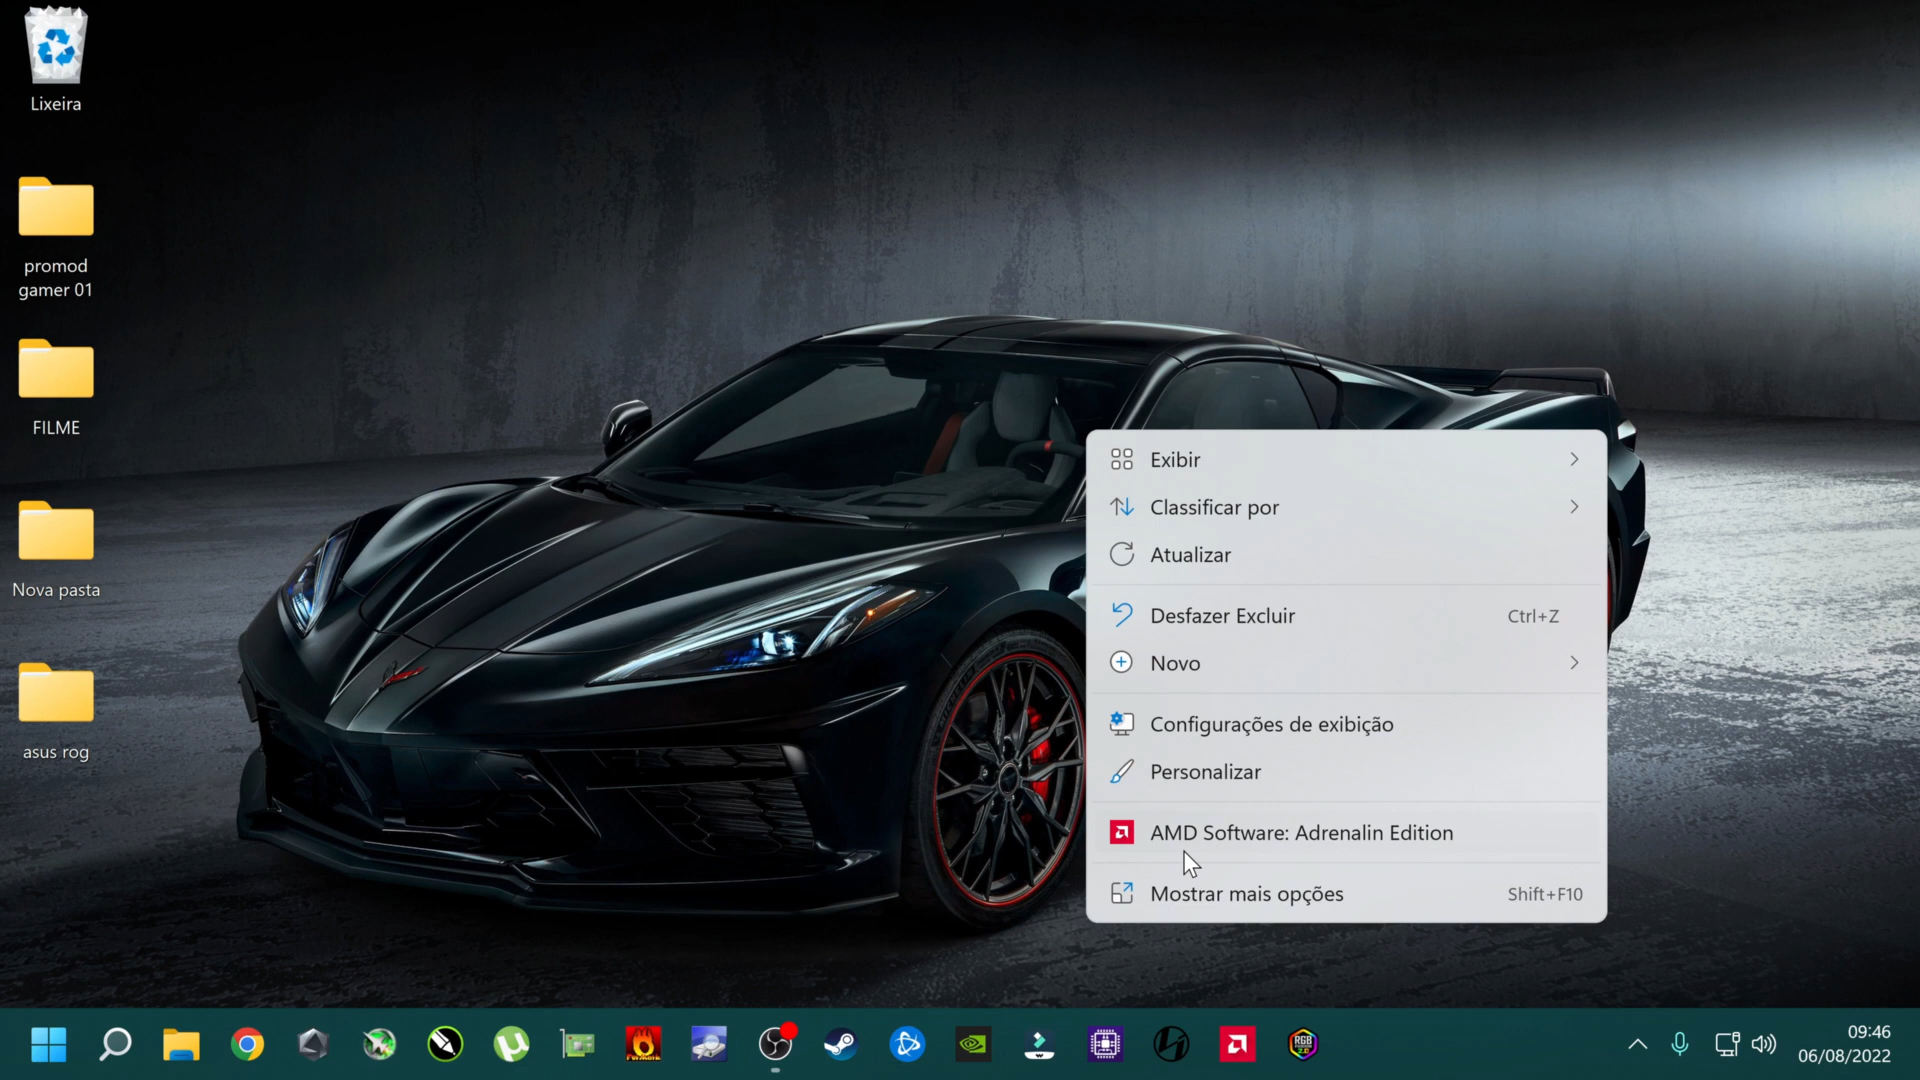 Lixeira
promod
gamer 01
FILME
Nova pasta
asus rog
Exibir
Classificar por
Atualizar
Desfazer Excluir Ctrl+Z
Novo
Configurações de exibição
Personalizar
AMD Software: Adrenalin Edition
Mostrar mais opções Shift+F10
RGB
09:46
06/08/2022